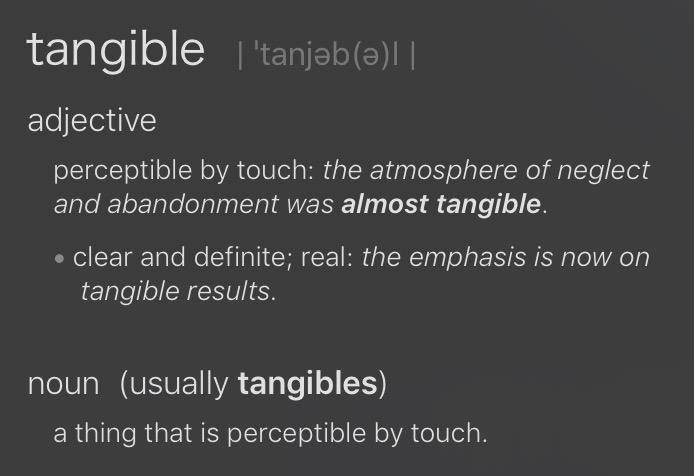 tangible | ˈtanjəb(ə)l |
adjective
perceptible by touch: the atmosphere of neglect
and abandonment was almost tangible.
• clear and definite; real: the emphasis is now on
tangible results.
noun (usually tangibles)
a thing that is perceptible by touch.